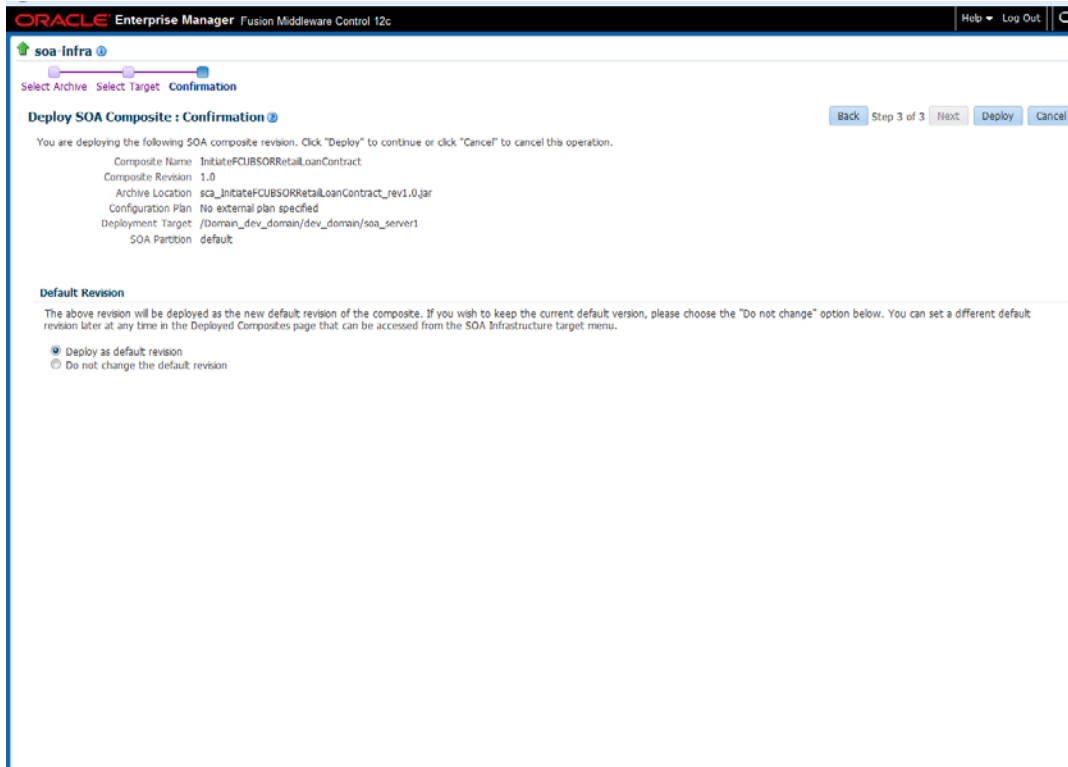 ORACLE Enterprise Manager Fusion Middleware Control 12c
Help Log Out
soa-infra
Select Archive Select Target Confirmation
Deploy SOA Composite : Confirmation
Back Step 3 of 3 Next Deploy Cancel
You are deploying the following SOA composite revision. Click "Deploy" to continue or click "Cancel" to cancel this operation.
Composite Name InitiateFCUBSORRetailLoanContract
Composite Revision 1.0
Archive Location sca_InitiateFCUBSORRetailLoanContract_rev1.0.jar
Configuration Plan No external plan specified
Deployment Target /Domain_dev_domain/dev_domain/soa_server1
SOA Partition default
Default Revision
The above revision will be deployed as the new default revision of the composite. If you wish to keep the current default version, please choose the "Do not change" option below. You can set a different default
revision later at any time in the Deployed Composites page that can be accessed from the SOA Infrastructure target menu.
Deploy as default revision
Do not change the default revision